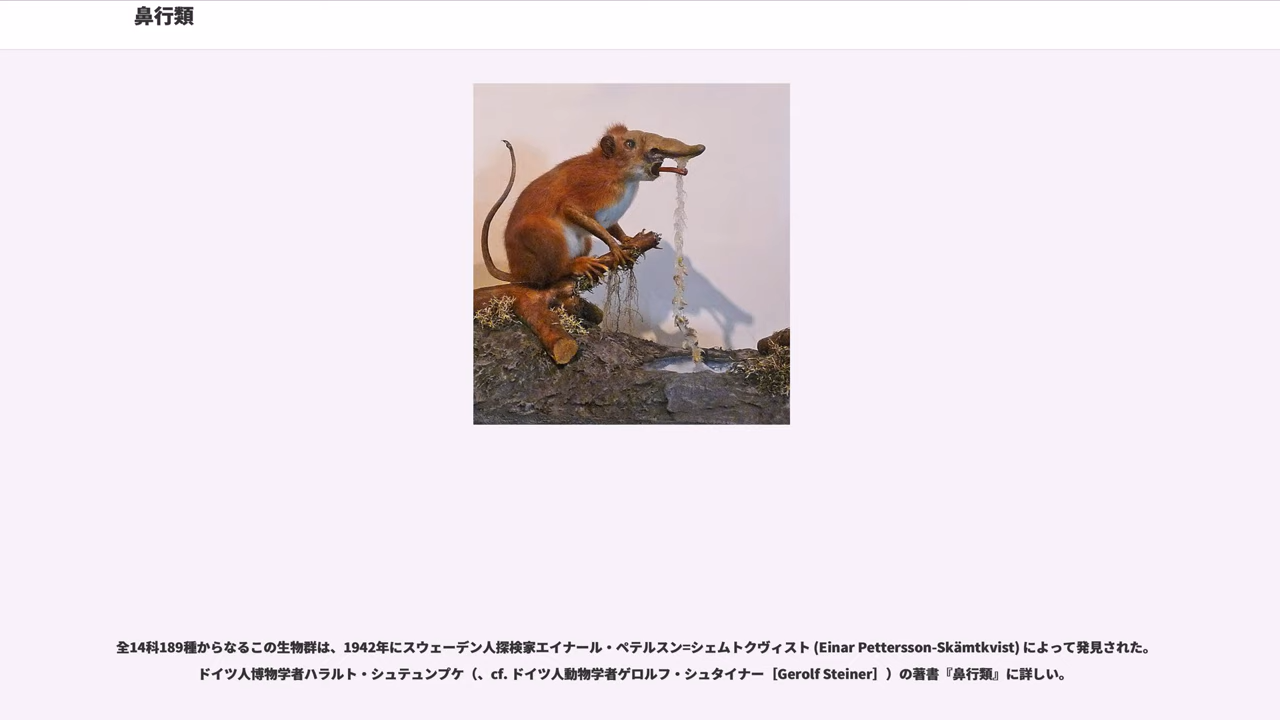 鼻行類
全14科189種からなるこの生物群は、1942年にスウェーデン人探検家エイナール・ペテルスン=シェムトクヴィスト (Einar Pettersson-Skämtkvist) によって発見された。
ドイツ人博物学者ハラルト・シュテュンプケ（、cf. ドイツ人動物学者ゲロルフ・シュタイナー［Gerolf Steiner］）の著書『鼻行類』に詳しい。